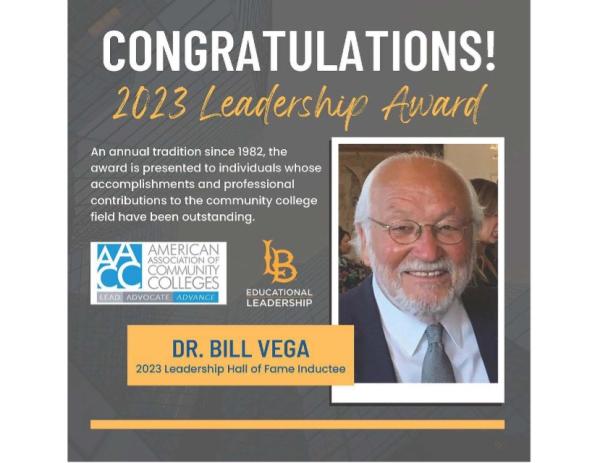 CONGRATULATIONS!
2023 Leadership Award
An annual tradition since 1982, the
award is presented to individuals whose
accomplishments and professional
contributions to the community college
field have been outstanding.
AACC
AMERICAN
ASSOCIATION OF
COMMUNITY
COLLEGES
LEAD ADVOCATE ADVANCE
LB
EDUCATIONAL
LEADERSHIP
DR. BILL VEGA
2023 Leadership Hall of Fame Inductee